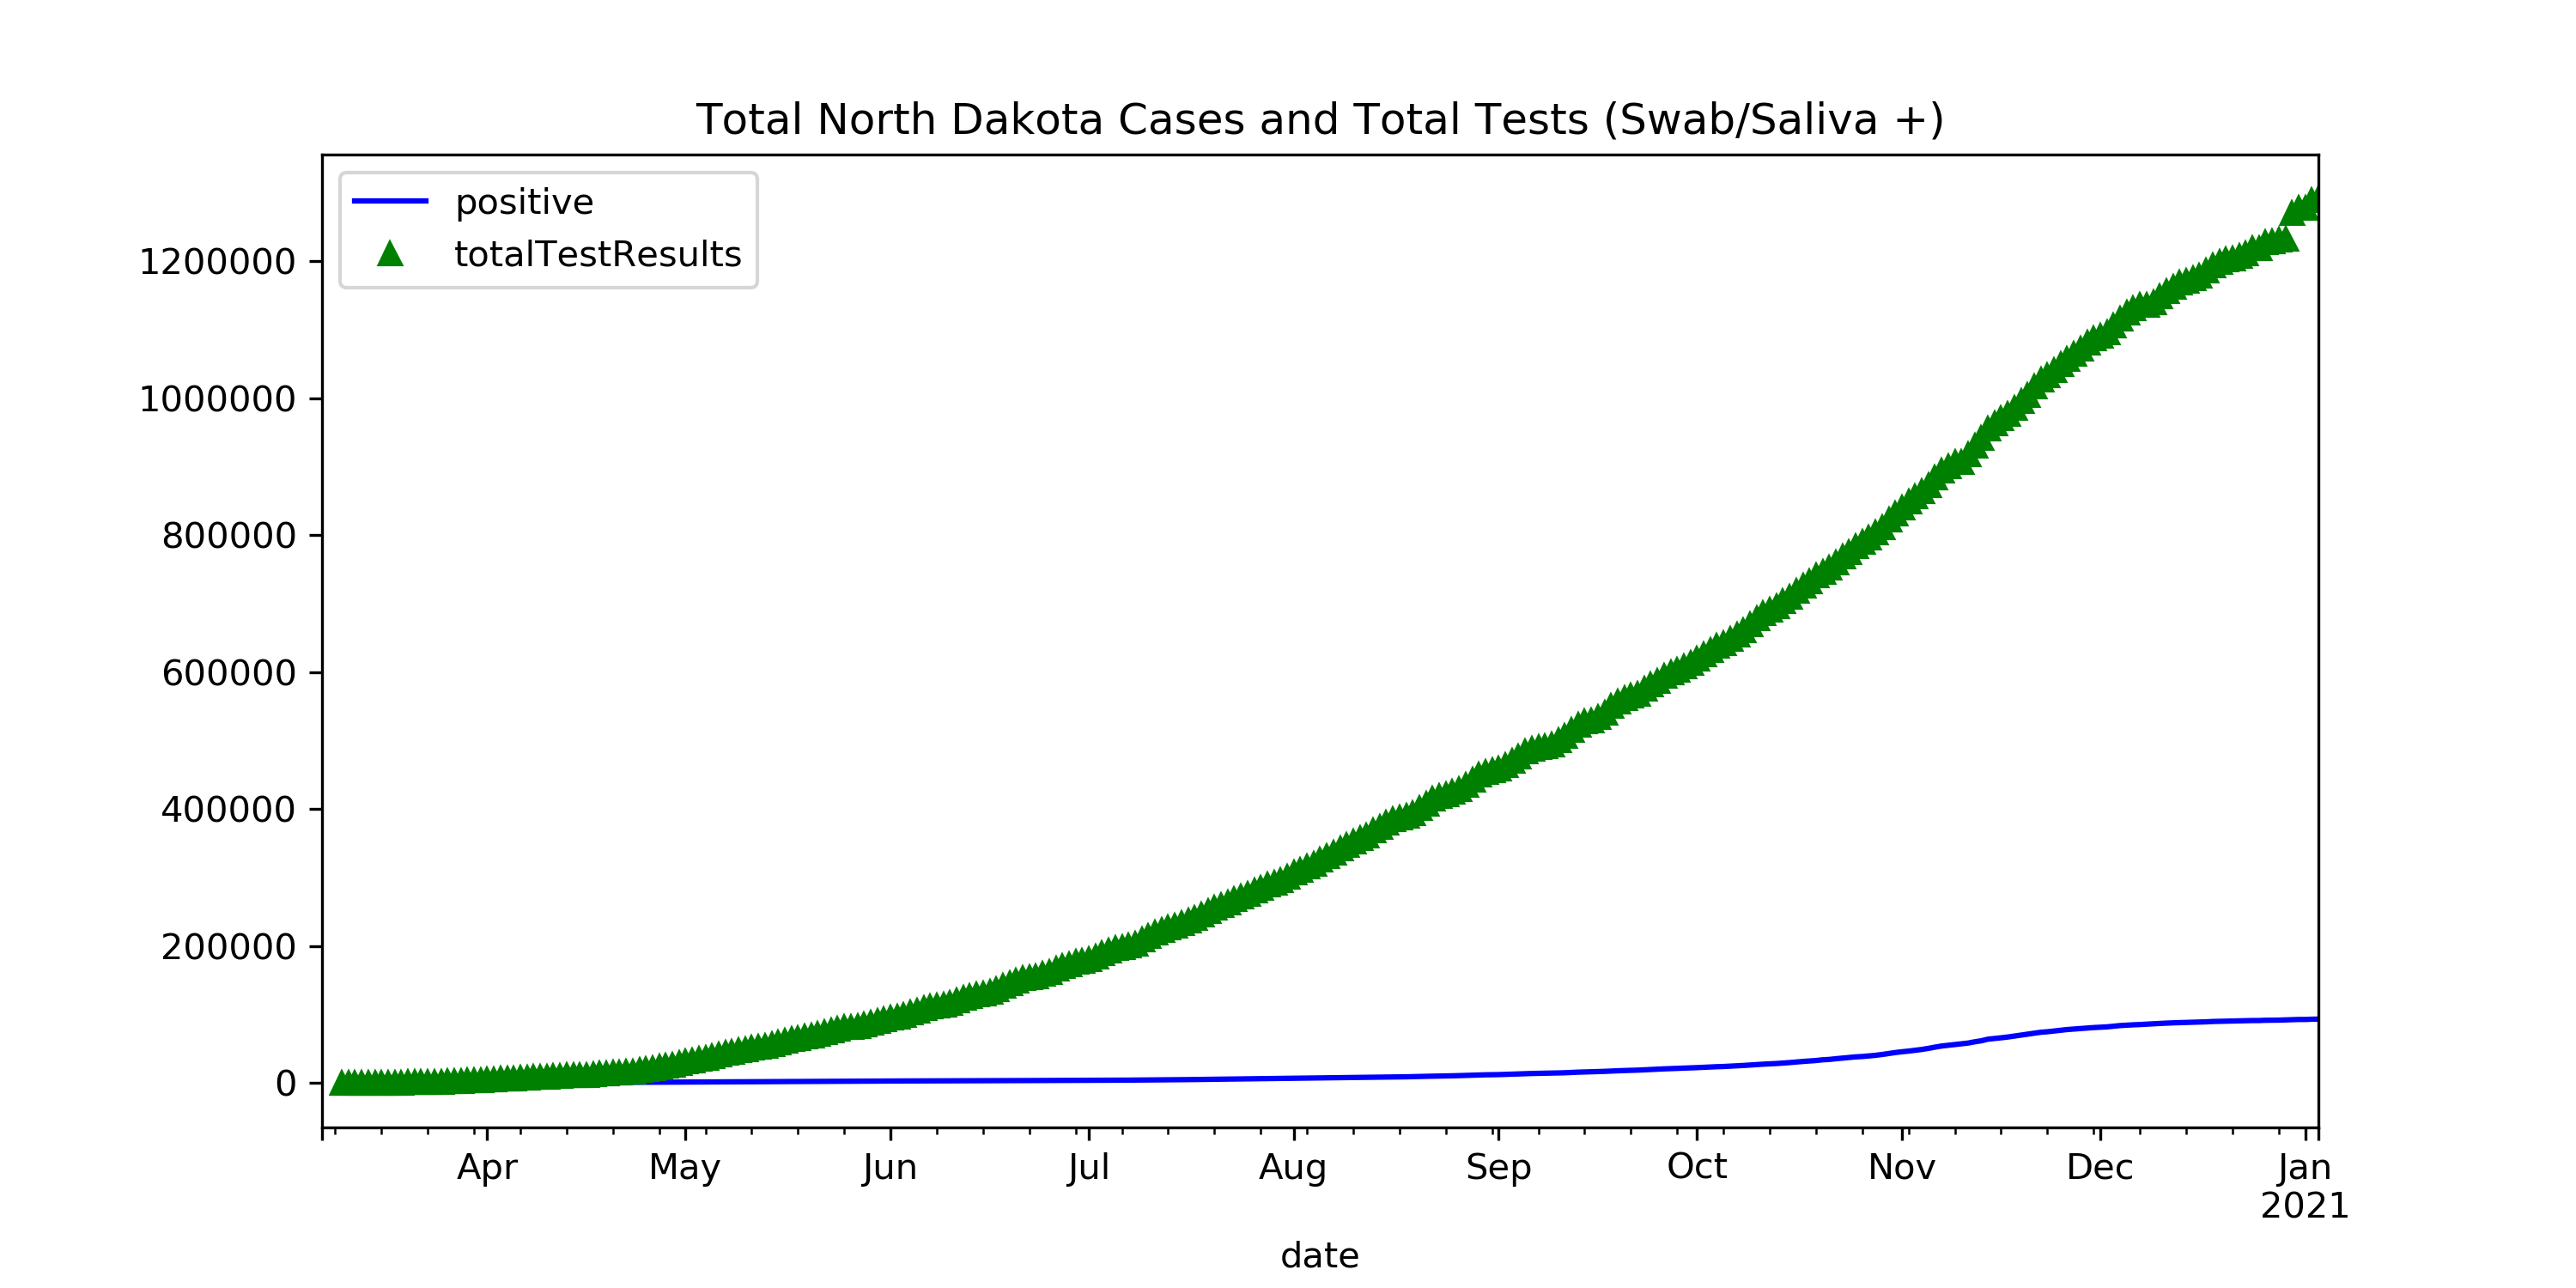 Total North Dakota Cases and Total Tests (Swab/Saliva +)
positive
totalTestResults
1200000
1000000
800000
600000
400000
200000
0
Apr May Jun Jul Aug Sep Oct Nov Dec Jan
2021
date